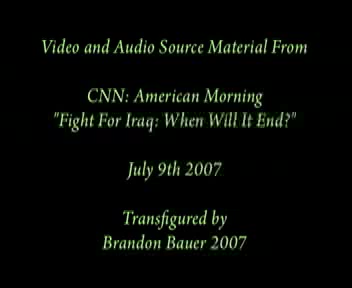 Video and Audio Source Material From
CNN: American Morning
"Fight For Iraq: When Will It End?"
July 9th 2007
Transfigured by
Brandon Bauer 2007